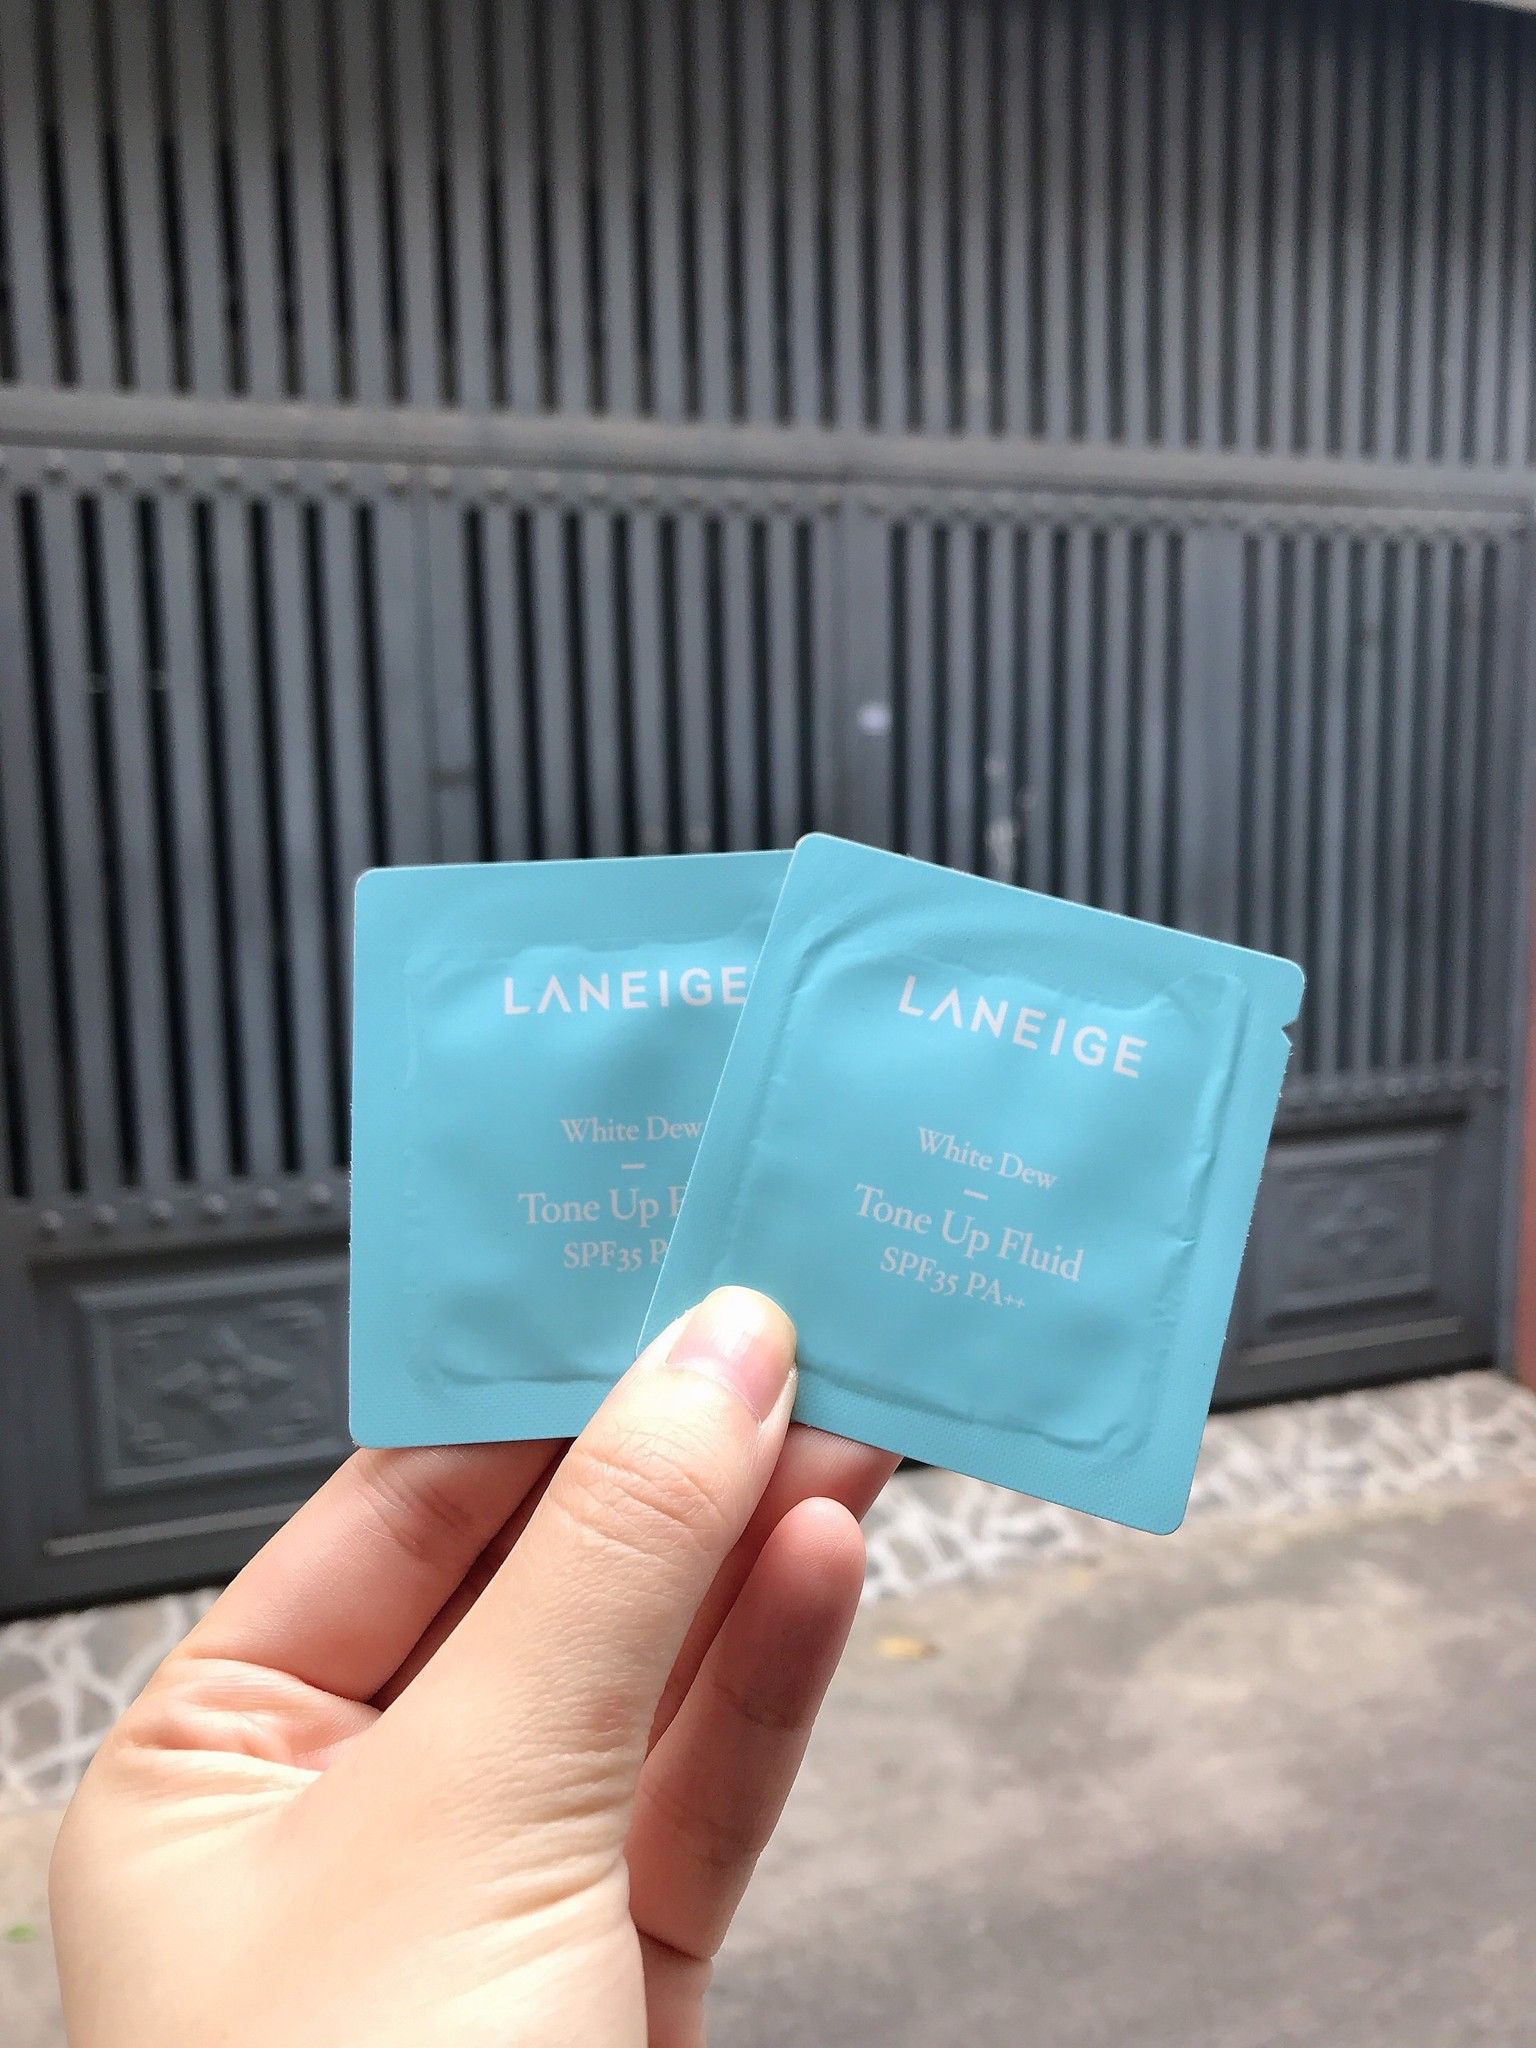 LANEIGE
White Dew
Tone Up
SPF35
LANEIGE
White Dew
Tone Up Fluid
SPF35 PA++